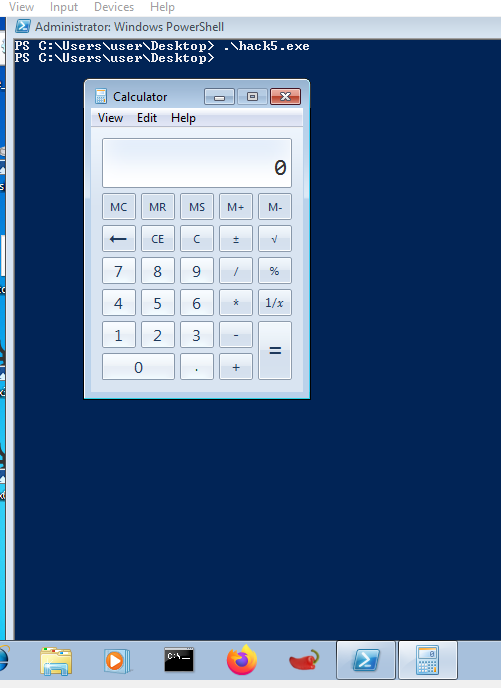 View Input Devices Help
Administrator: Windows PowerShell
PS C:\Users\user\Desktop> .\hack5.exe
PS C:\Users\user\Desktop>
Calculator
View Edit Help
0
MC MR MS M+ M-
← CE C ± √
7 8 9 / %
4 5 6 * 1/x
1 2 3 - =
0 . +
C:\
0